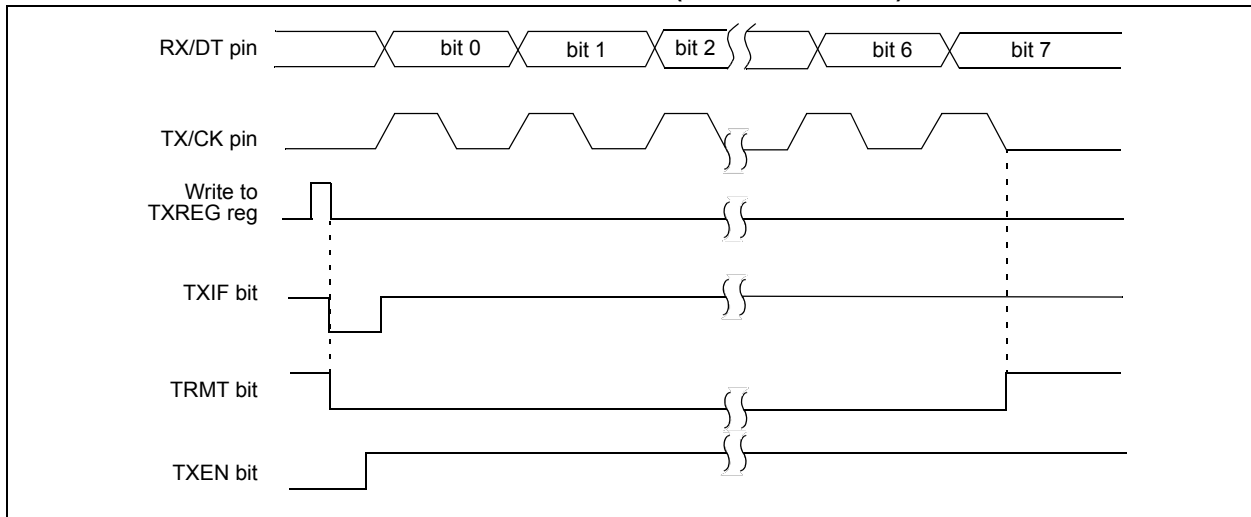 RX/DT pin
bit 0
bit 1
bit 2
bit 6
bit 7
TX/CK pin
Write to
TXREG reg
TXIF bit
TRMT bit
TXEN bit